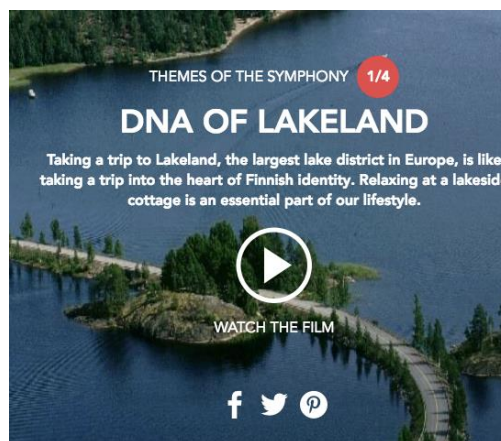 THEMES OF THE SYMPHONY 1/4
DNA OF LAKELAND
Taking a trip to Lakeland, the largest lake district in Europe, is like
taking a trip into the heart of Finnish identity. Relaxing at a lakesid
cottage is an essential part of our lifestyle.
WATCH THE FILM